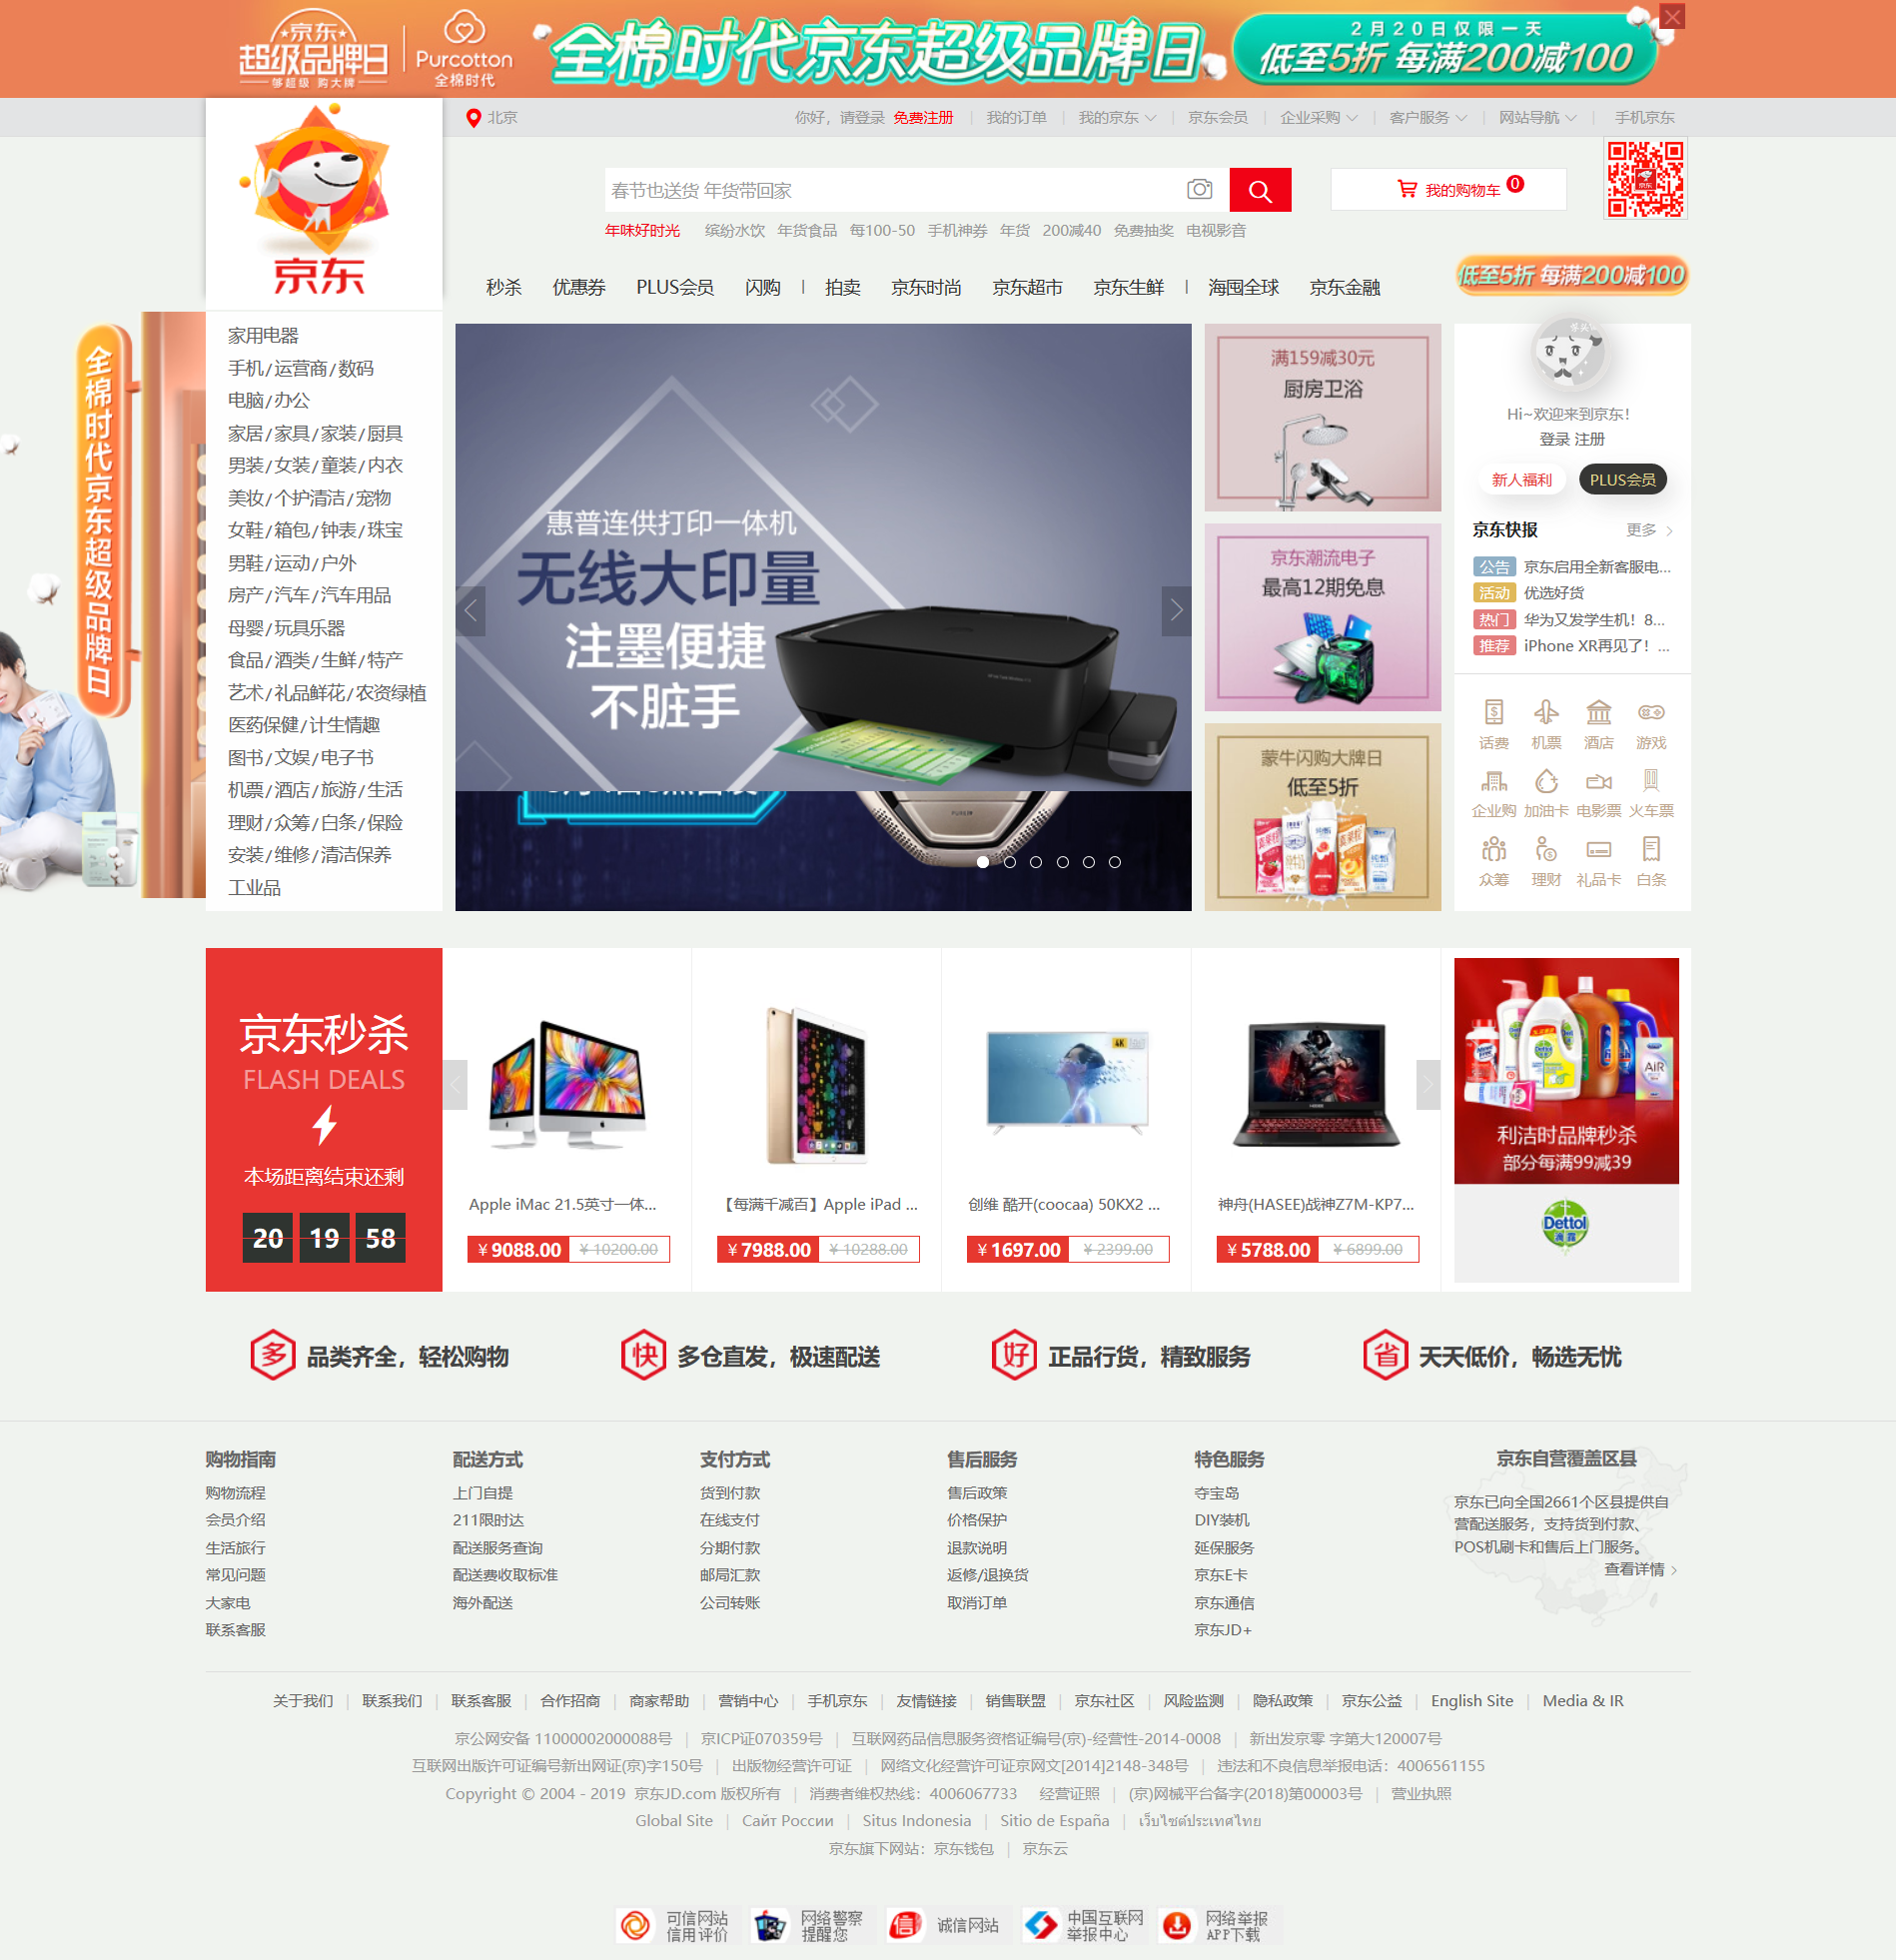 京东
超级品牌日
够超级 购大牌
Purcotton
全棉时代
全棉时代京东超级品牌日
2月20日仅限一天
低至5折 每满200减100
北京
你好，请登录 免费注册 | 我的订单 | 我的京东 | 京东会员 | 企业采购 | 客户服务 | 网站导航 | 手机京东
京东
春节也送货 年货带回家
我的购物车 0
年味好时光 缤纷水饮 年货食品 每100-50 手机神券 年货 200减40 免费抽奖 电视影音
秒杀 优惠券 PLUS会员 闪购 | 拍卖 京东时尚 京东超市 京东生鲜 | 海囤全球 京东金融
低至5折 每满200减100
全棉时代京东超级品牌日
家用电器
手机/运营商/数码
电脑/办公
家居/家具/家装/厨具
男装/女装/童装/内衣
美妆/个护清洁/宠物
女鞋/箱包/钟表/珠宝
男鞋/运动/户外
房产/汽车/汽车用品
母婴/玩具乐器
食品/酒类/生鲜/特产
艺术/礼品鲜花/农资绿植
医药保健/计生情趣
图书/文娱/电子书
机票/酒店/旅游/生活
理财/众筹/白条/保险
安装/维修/清洁保养
工业品
惠普连供打印一体机
无线大印量
注墨便捷
不脏手
满159减30元
厨房卫浴
京东潮流电子
最高12期免息
蒙牛闪购大牌日
低至5折
Hi~欢迎来到京东！
登录 注册
新人福利 PLUS会员
京东快报 更多
公告 京东启用全新客服电...
活动 优选好货
热门 华为又发学生机！8...
推荐 iPhone XR再见了！...
话费 机票 酒店 游戏
企业购 加油卡 电影票 火车票
众筹 理财 礼品卡 白条
京东秒杀
FLASH DEALS
本场距离结束还剩
20 19 58
Apple iMac 21.5英寸一体...
￥9088.00 ￥10200.00
【每满千减百】Apple iPad ...
￥7988.00 ￥10288.00
4K
创维 酷开(coocaa) 50KX2 ...
￥1697.00 ￥2399.00
神舟(HASEE)战神Z7M-KP7...
￥5788.00 ￥6899.00
利洁时品牌秒杀
部分每满99减39
Dettol
滴露
多 品类齐全，轻松购物
快 多仓直发，极速配送
好 正品行货，精致服务
省 天天低价，畅选无忧
购物指南
购物流程
会员介绍
生活旅行
常见问题
大家电
联系客服
配送方式
上门自提
211限时达
配送服务查询
配送费收取标准
海外配送
支付方式
货到付款
在线支付
分期付款
邮局汇款
公司转账
售后服务
售后政策
价格保护
退款说明
返修/退换货
取消订单
特色服务
夺宝岛
DIY装机
延保服务
京东E卡
京东通信
京东JD+
京东自营覆盖区县
京东已向全国2661个区县提供自
营配送服务，支持货到付款、
POS机刷卡和售后上门服务。
查看详情
关于我们 | 联系我们 | 联系客服 | 合作招商 | 商家帮助 | 营销中心 | 手机京东 | 友情链接 | 销售联盟 | 京东社区 | 风险监测 | 隐私政策 | 京东公益 | English Site | Media & IR
京公网安备 11000002000088号 | 京ICP证070359号 | 互联网药品信息服务资格证编号(京)-经营性-2014-0008 | 新出发京零 字第大120007号
互联网出版许可证编号新出网证(京)字150号 | 出版物经营许可证 | 网络文化经营许可证京网文[2014]2148-348号 | 违法和不良信息举报电话：4006561155
Copyright © 2004 - 2019 京东JD.com 版权所有 | 消费者维权热线：4006067733 经营证照 | (京)网械平台备字(2018)第00003号 | 营业执照
Global Site | Сайт России | Situs Indonesia | Sitio de España | เว็บไซต์ประเทศไทย
京东旗下网站：京东钱包 | 京东云
可信网站
信用评价
网络警察
提醒您
信 诚信网站
中国互联网
举报中心
网络举报
APP下载